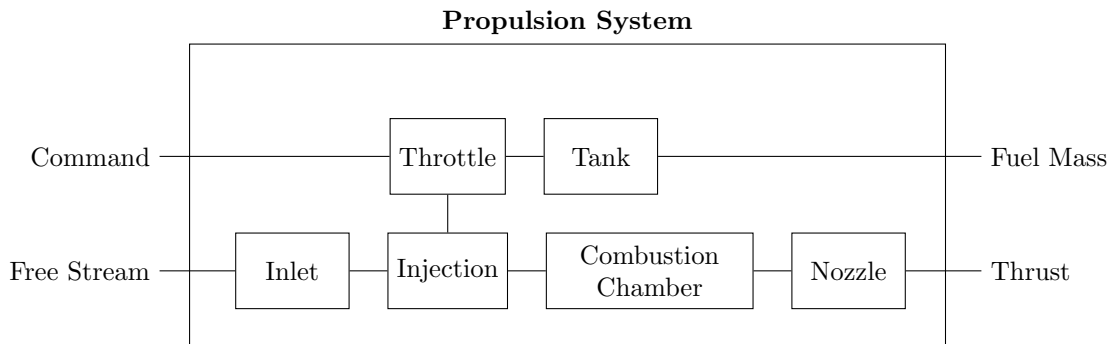 Propulsion System
Command
Throttle
Tank
Fuel Mass
Free Stream
Inlet
Injection
Combustion
Chamber
Nozzle
Thrust